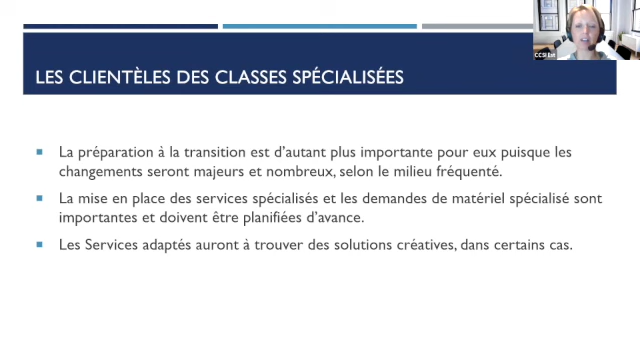 CCSI Est
LES CLIENTÈLES DES CLASSES SPÉCIALISÉES
La préparation à la transition est d'autant plus importante pour eux puisque les
changements seront majeurs et nombreux, selon le milieu fréquenté.
La mise en place des services spécialisés et les demandes de matériel spécialisé sont
importantes et doivent être planifiées d'avance.
Les Services adaptés auront à trouver des solutions créatives, dans certains cas.